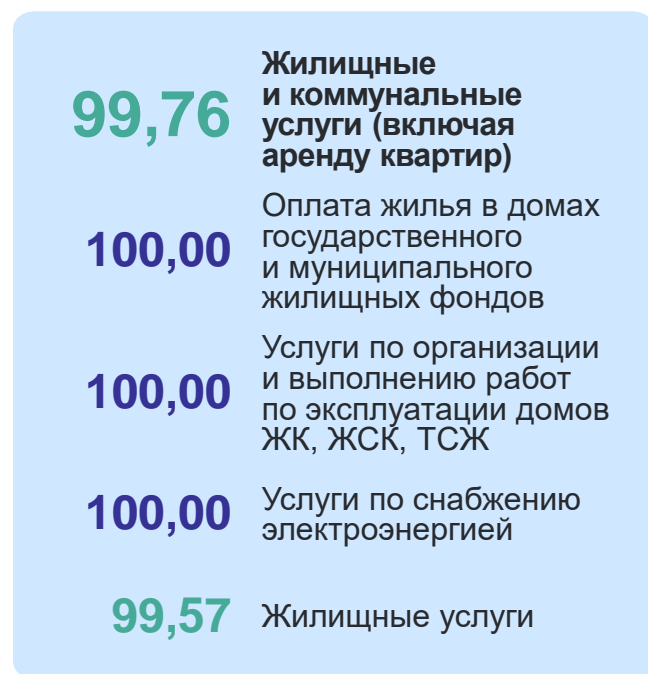 99,76
Жилищные
и коммунальные
услуги (включая
аренду квартир)
100,00
Оплата жилья в домах
государственного
и муниципального
жилищных фондов
100,00
Услуги по организации
и выполнению работ
по эксплуатации домов
ЖК, ЖСК, ТСЖ
100,00
Услуги по снабжению
электроэнергией
99,57
Жилищные услуги